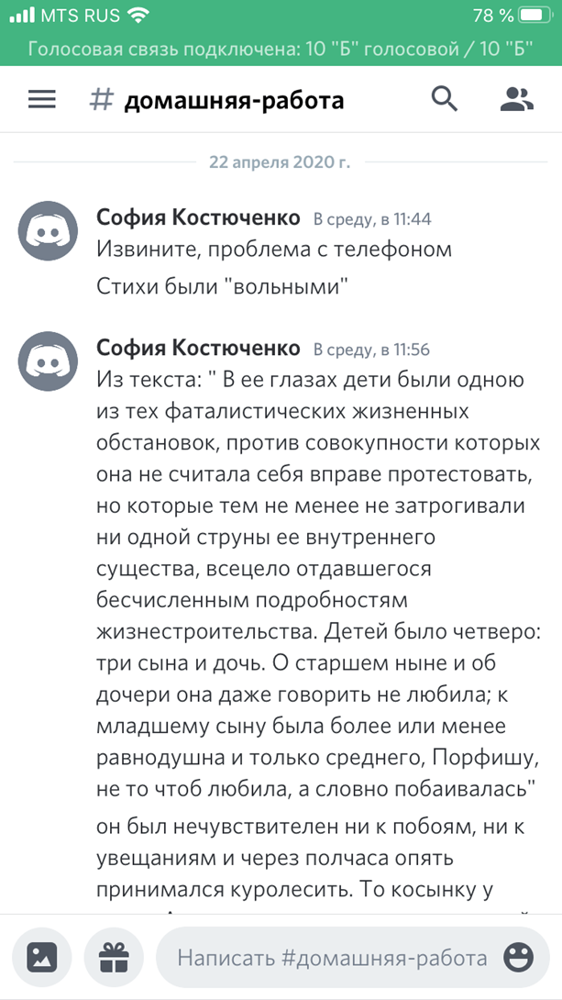 MTS RUS 78 %
Голосовая связь подключена: 10 "Б" голосовой / 10 "Б"
# домашняя-работа
22 апреля 2020 г.
София Костюченко В среду, в 11:44
Извините, проблема с телефоном
Стихи были "вольными"
София Костюченко В среду, в 11:56
Из текста: " В ее глазах дети были одною
из тех фаталистических жизненных
обстановок, против совокупности которых
она не считала себя вправе протестовать,
но которые тем не менее не затрогивали
ни одной струны ее внутреннего
существа, всецело отдавшегося
бесчисленным подробностям
жизнестроительства. Детей было четверо:
три сына и дочь. О старшем ныне и об
дочери она даже говорить не любила; к
младшему сыну была более или менее
равнодушна и только среднего, Порфишу,
не то чтоб любила, а словно побаивалась"
он был нечувствителен ни к побоям, ни к
увещаниям и через полчаса опять
принимался куролесить. То косынку у
Написать #домашняя-работа